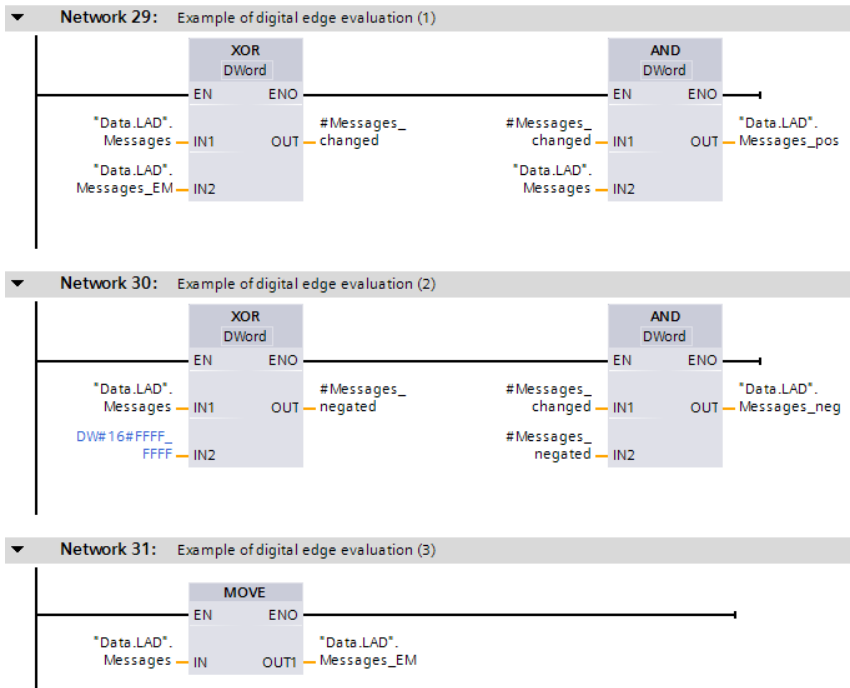 Network 29: Example of digital edge evaluation (1)
XOR AND
DWord DWord
EN ENO EN ENO
"Data.LAD". #Messages_ #Messages_ "Data.LAD".
Messages IN1 OUT changed changed IN1 OUT Messages_pos
"Data.LAD". "Data.LAD".
Messages_EM IN2 Messages IN2
Network 30: Example of digital edge evaluation (2)
XOR AND
DWord DWord
EN ENO EN ENO
"Data.LAD". #Messages_ #Messages_ "Data.LAD".
Messages IN1 OUT negated changed IN1 OUT Messages_neg
DW#16#FFFF_ #Messages_
FFFF IN2 negated IN2
Network 31: Example of digital edge evaluation (3)
MOVE
EN ENO
"Data.LAD". "Data.LAD".
Messages IN OUT1 Messages_EM